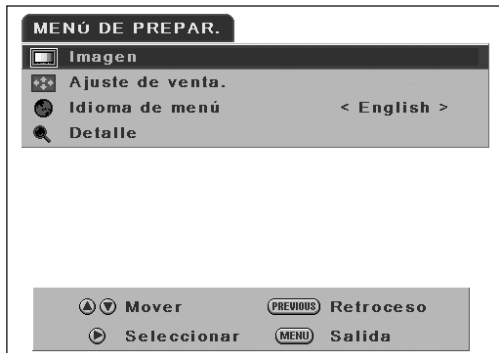 MENÚ DE PREPAR.
Imagen
Ajuste de venta.
Idioma de menú < English >
Detalle
Mover PREVIOUS Retroceso
Seleccionar MENU Salida